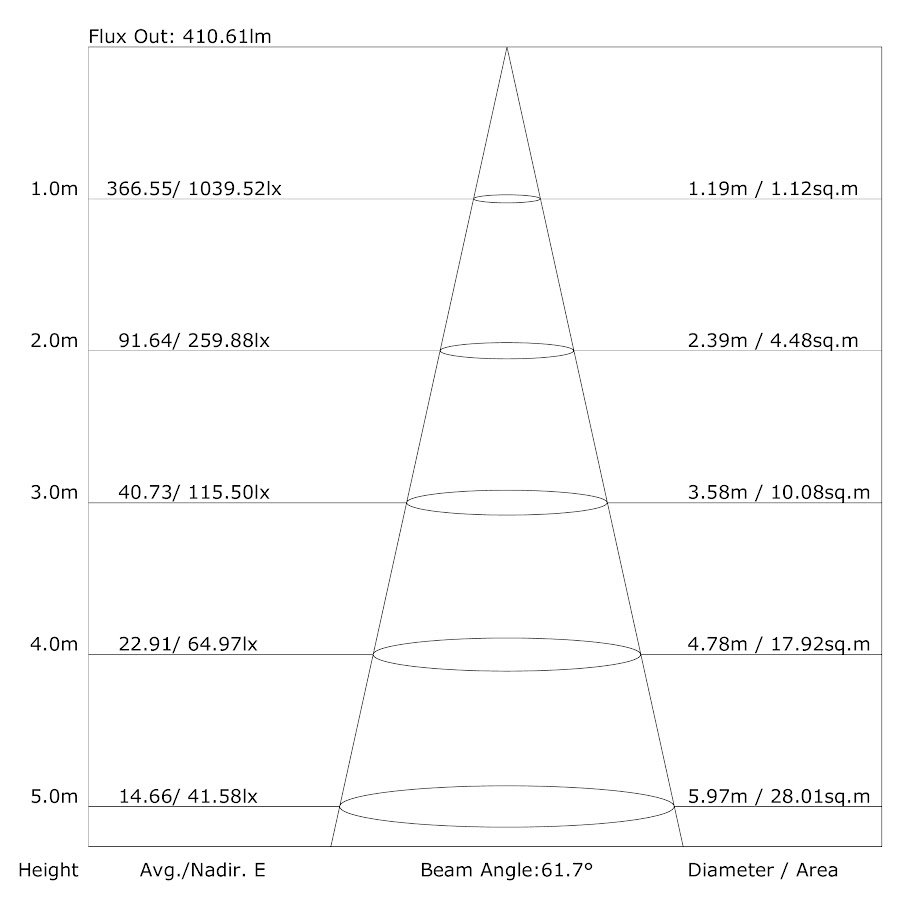 Flux Out: 410.61lm
1.0m 366.55/ 1039.52lx 1.19m / 1.12sq.m
2.0m 91.64/ 259.88lx 2.39m / 4.48sq.m
3.0m 40.73/ 115.50lx 3.58m / 10.08sq.m
4.0m 22.91/ 64.97lx 4.78m / 17.92sq.m
5.0m 14.66/ 41.58lx 5.97m / 28.01sq.m
Height Avg./Nadir. E Beam Angle:61.7° Diameter / Area